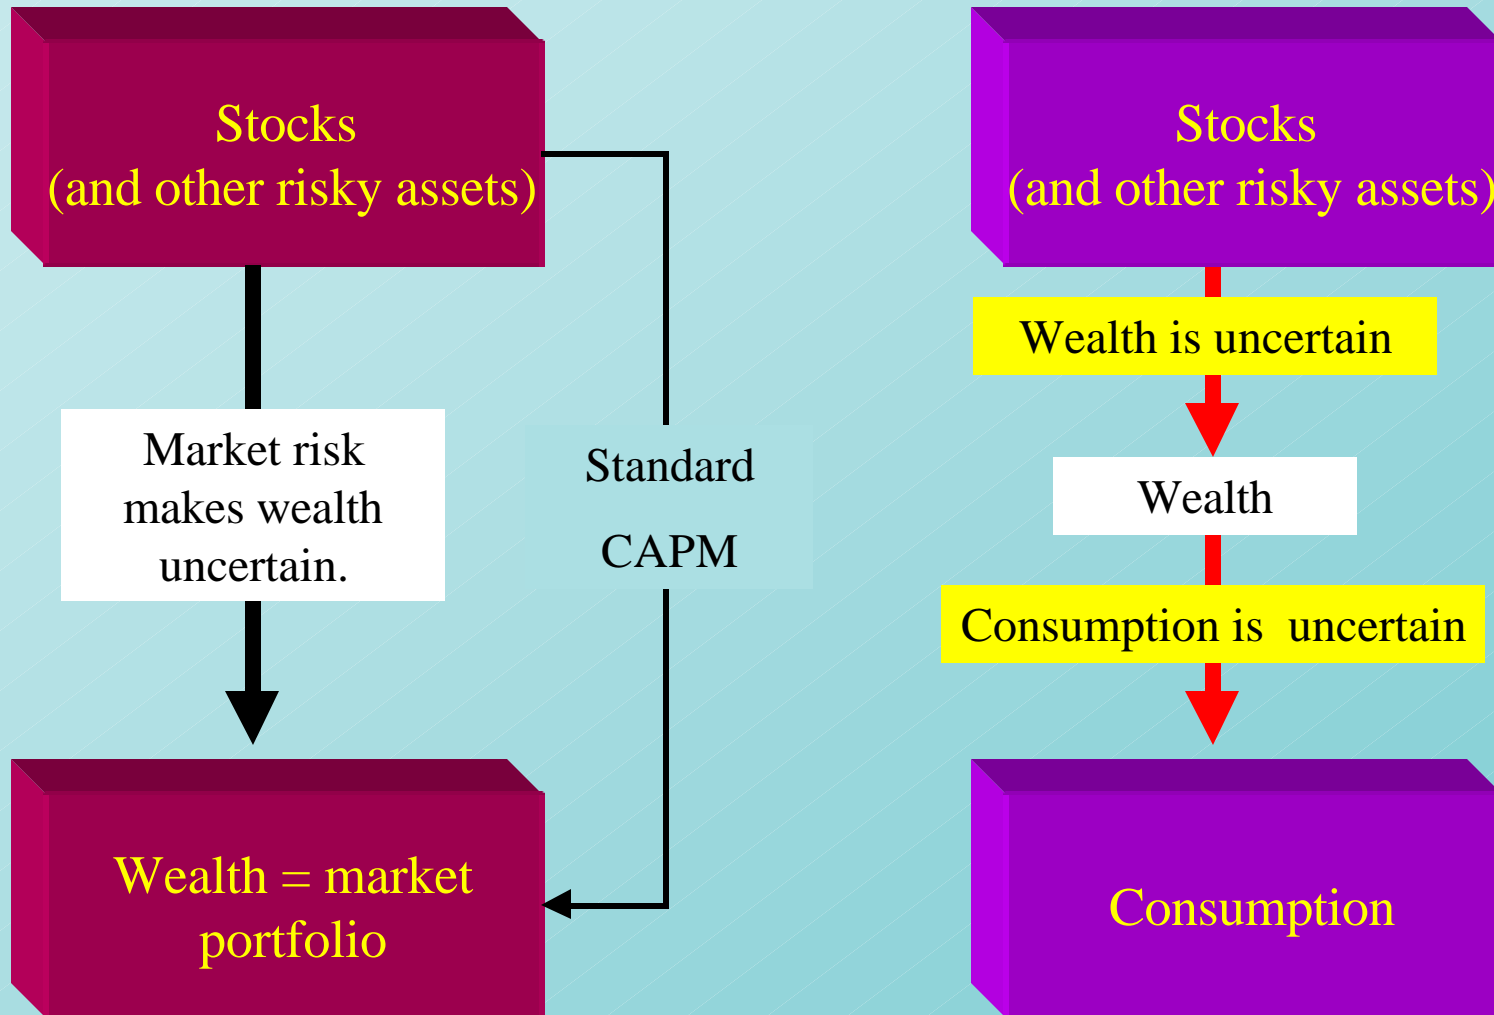 Stocks
(and other risky assets)
Market risk
makes wealth
uncertain.
Standard
CAPM
Wealth = market
portfolio
Stocks
(and other risky assets)
Wealth is uncertain
Wealth
Consumption is  uncertain
Consumption